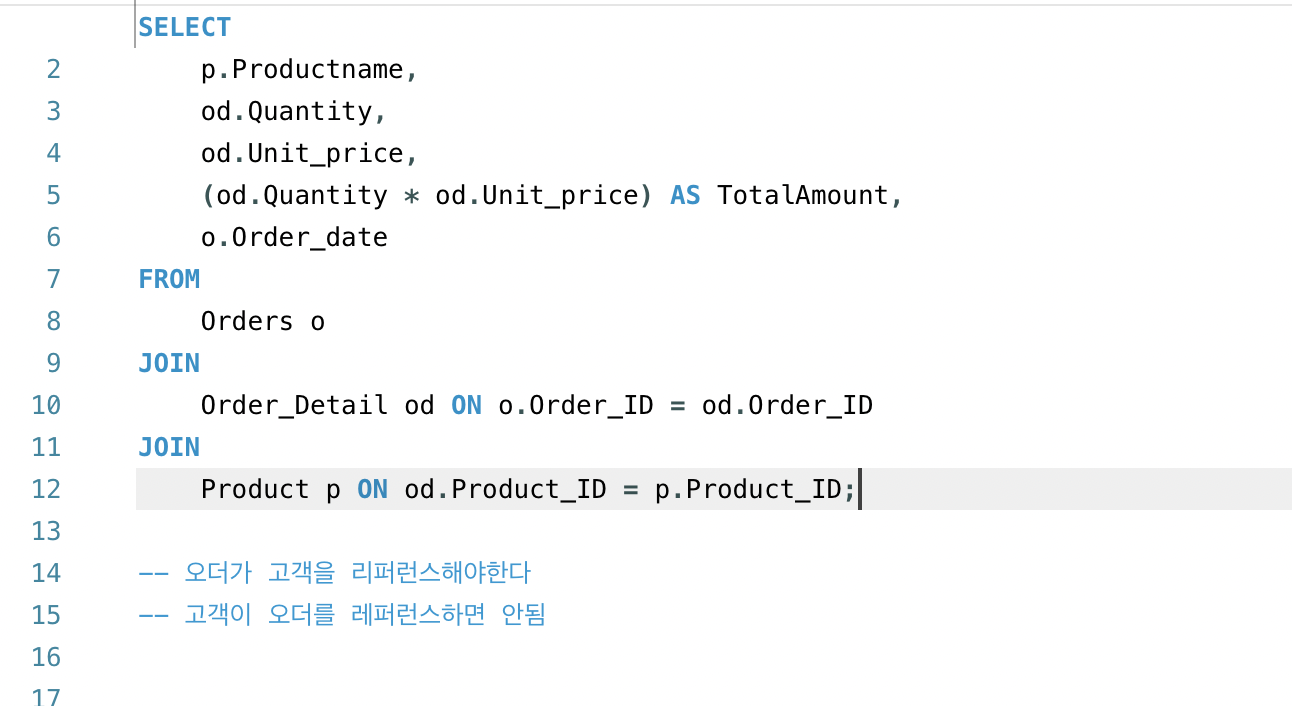 SELECT
2 p.Productname,
3 od.Quantity,
4 od.Unit_price,
5 (od.Quantity * od.Unit_price) AS TotalAmount,
6 o.Order_date
7 FROM
8 Orders o
9 JOIN
10 Order_Detail od ON o.Order_ID = od.Order_ID
11 JOIN
12 Product p ON od.Product_ID = p.Product_ID;
13
14 -- 오더가 고객을 리퍼런스해야한다
15 -- 고객이 오더를 레퍼런스하면 안됨
16
17